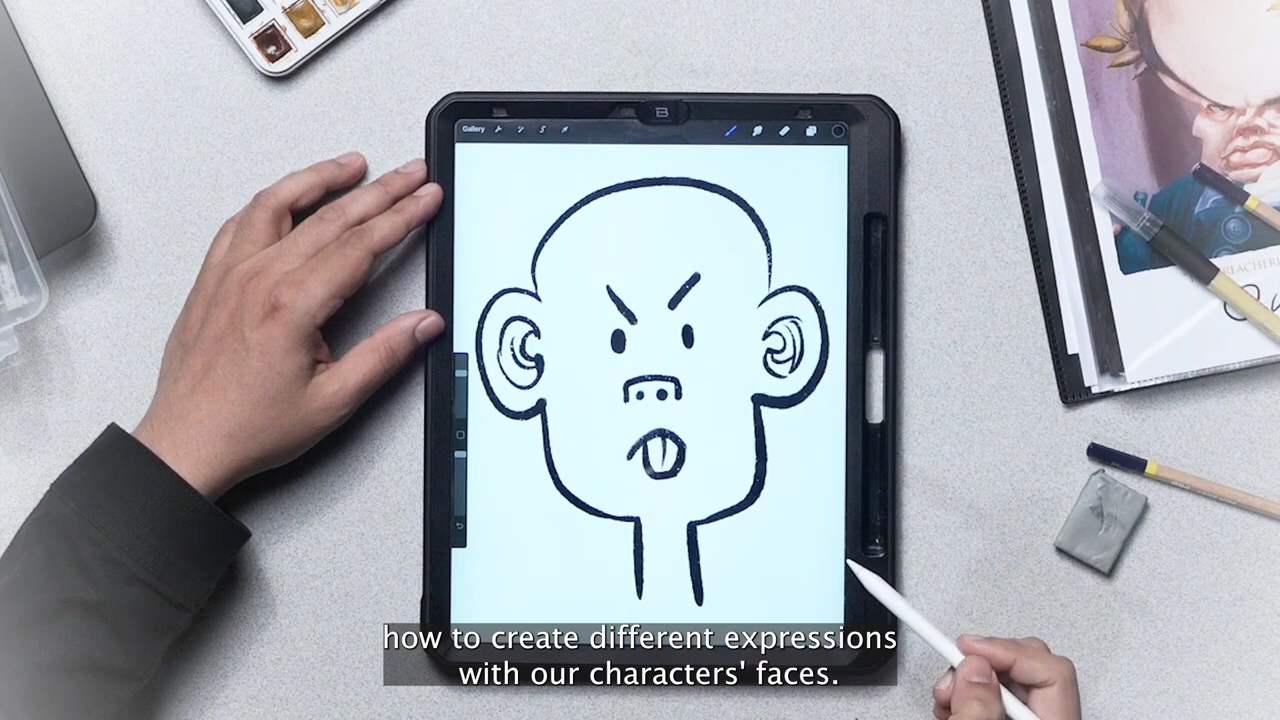 Gallery
how to create different expressions
with our characters' faces.